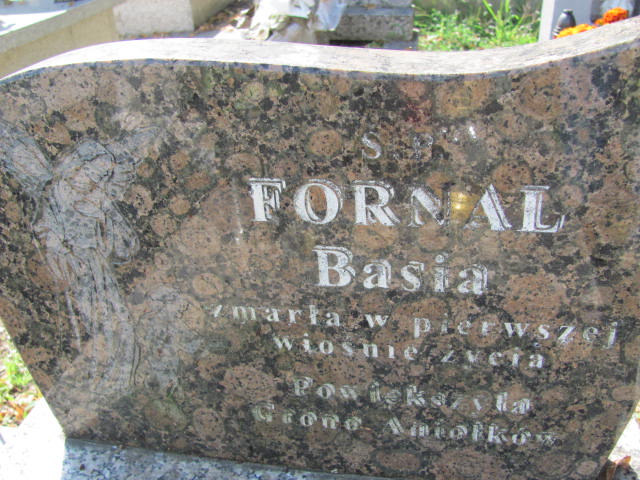 Ś.P.
FORNAL
Basia
zmarła w pierwszej
wiośnie życia
Powiększyła
Grono Aniołków